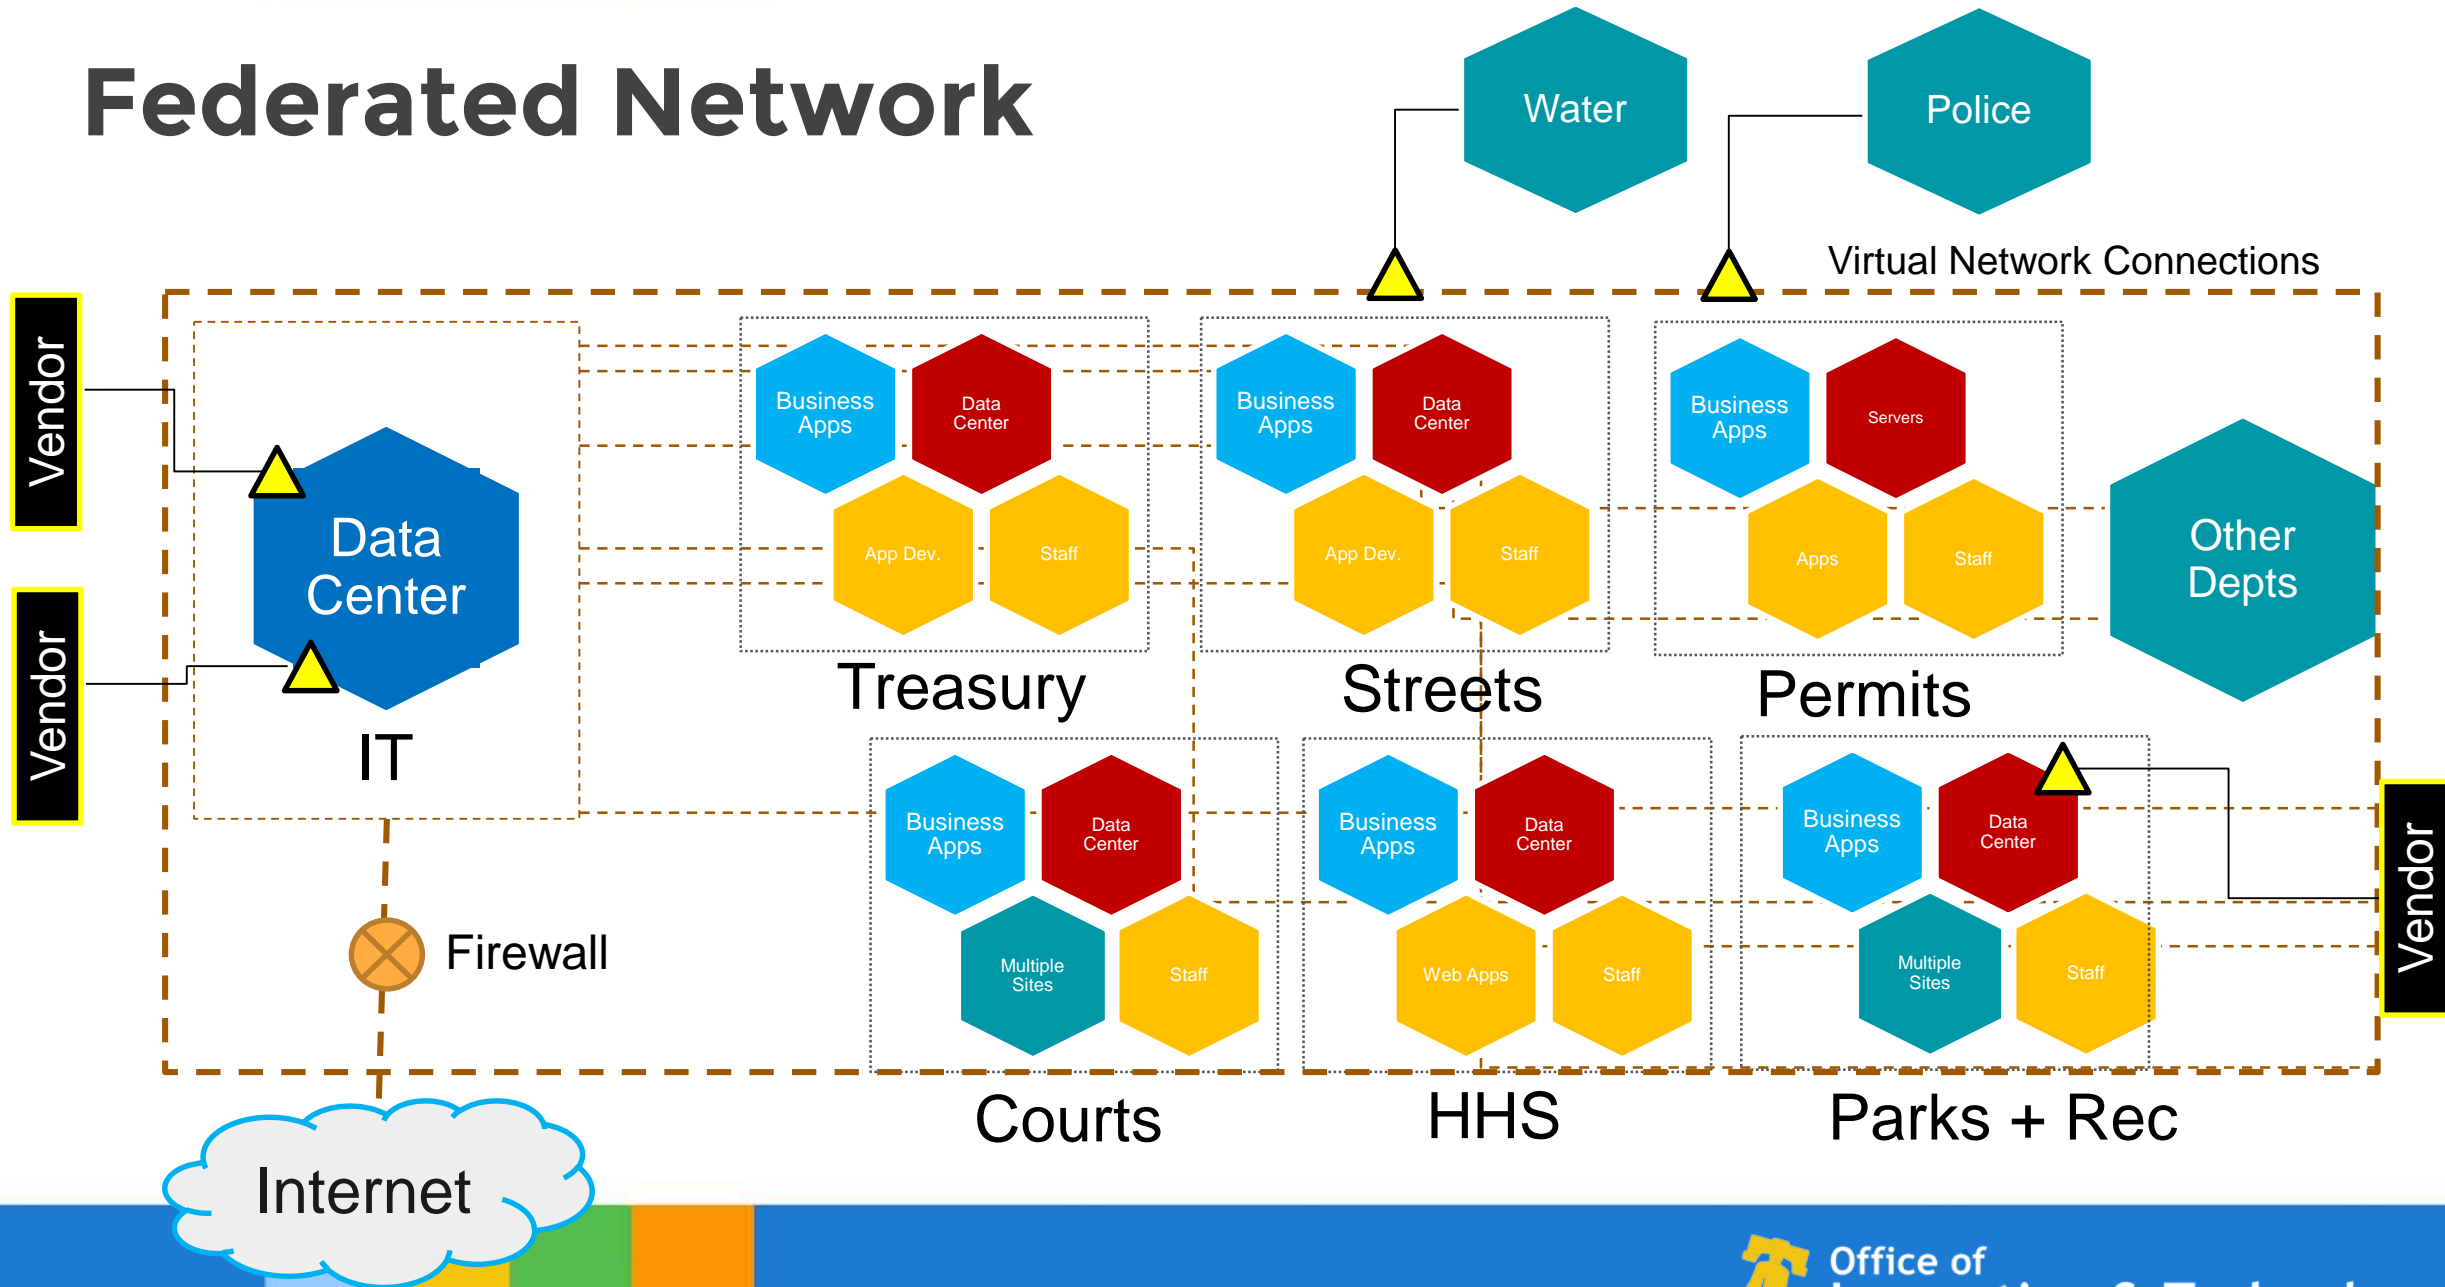 Federated Network
Water
Police
Virtual Network Connections
Vendor
Vendor
Data
Center
IT
Firewall
Internet
Business
Apps
Data
Center
App Dev.
Staff
Treasury
Business
Apps
Data
Center
App Dev.
Staff
Streets
Business
Apps
Servers
Apps
Staff
Permits
Other
Depts
Business
Apps
Data
Center
Multiple
Sites
Staff
Courts
Business
Apps
Data
Center
Web Apps
Staff
HHS
Business
Apps
Data
Center
Multiple
Sites
Staff
Parks + Rec
Vendor
Office of